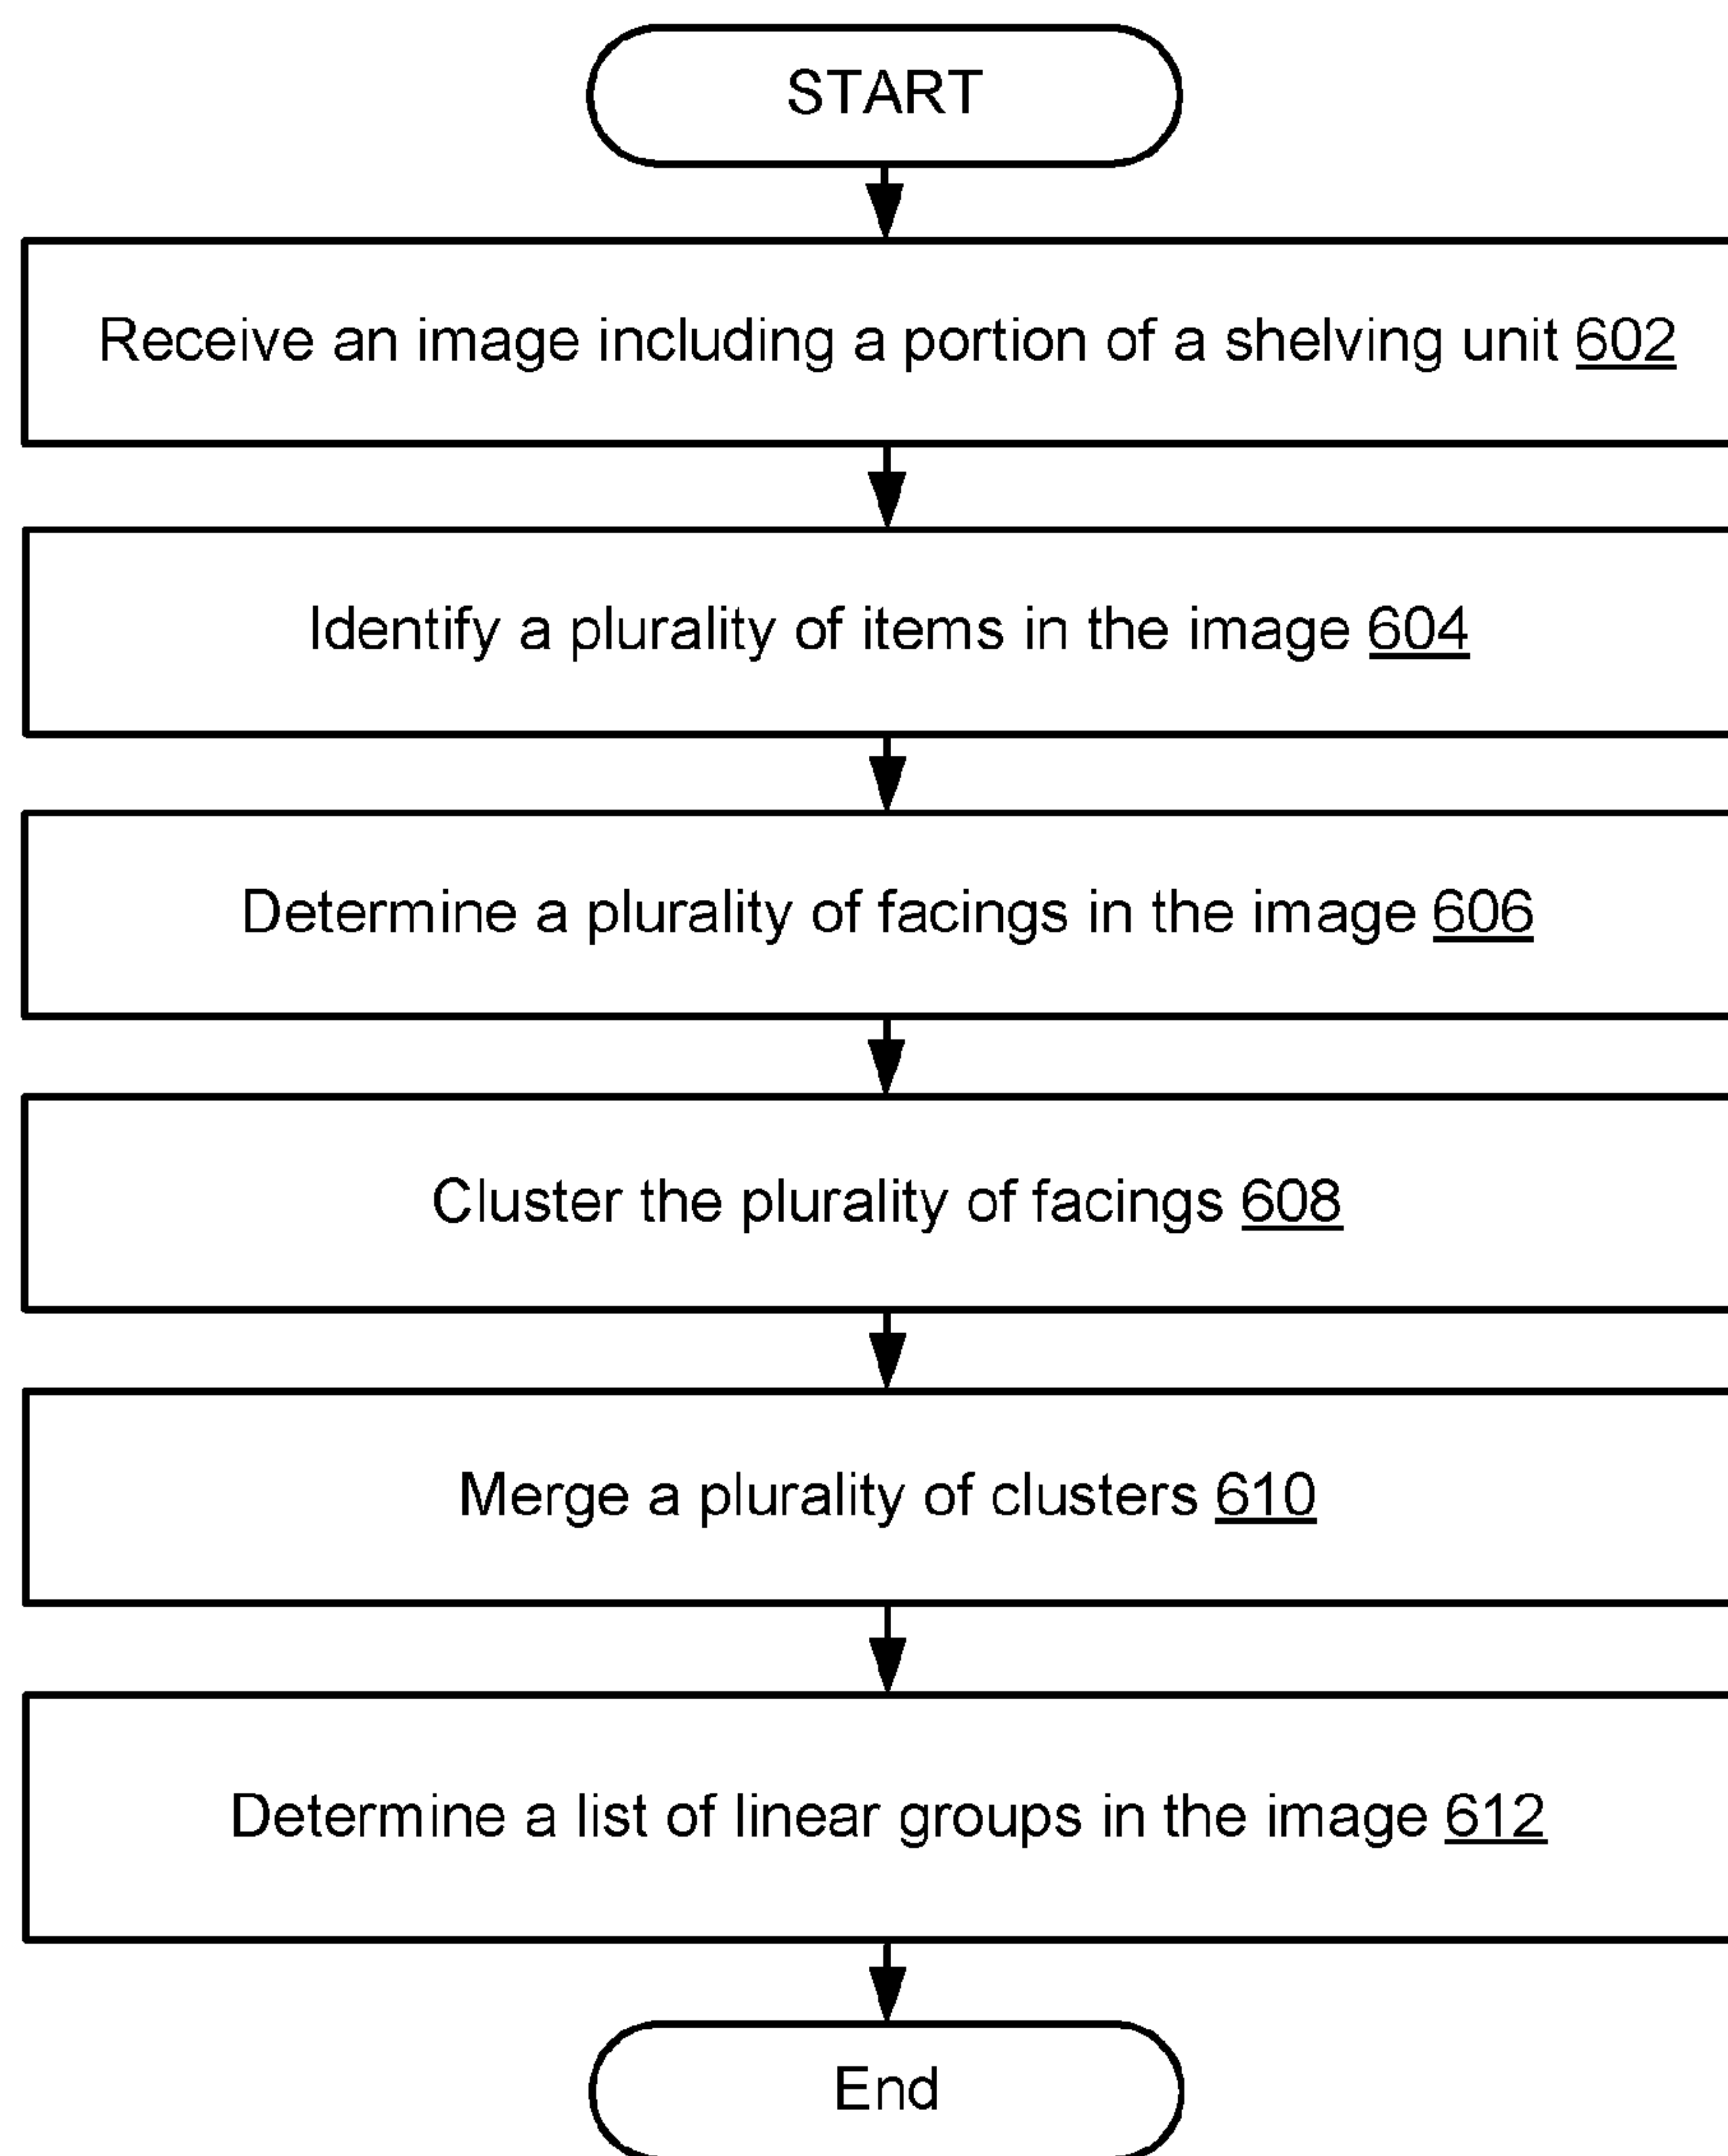 START
Receive an image including a portion of a shelving unit 602
Identify a plurality of items in the image 604
Determine a plurality of facings in the image 606
Cluster the plurality of facings 608
Merge a plurality of clusters 610
Determine a list of linear groups in the image 612
End